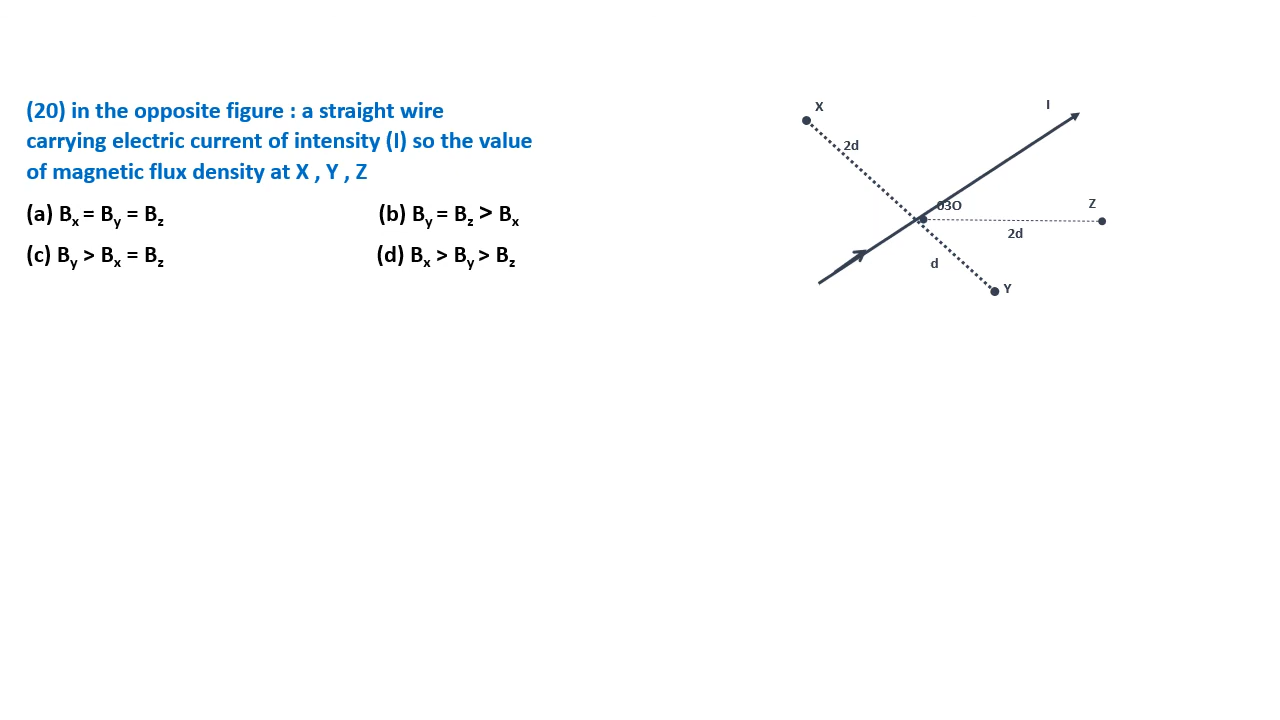 (20) in the opposite figure : a straight wire
carrying electric current of intensity (I) so the value
of magnetic flux density at X , Y , Z
(a) Bx = By = Bz (b) By = Bz > Bx
(c) By > Bx = Bz (d) Bx > By > Bz
X
I
2d
03O
Z
2d
d
Y